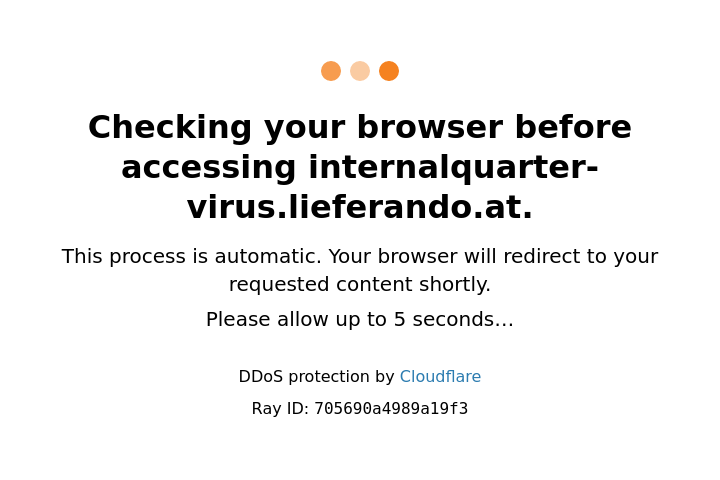 Checking your browser before
accessing internalquarter-
virus.lieferando.at.
This process is automatic. Your browser will redirect to your
requested content shortly.
Please allow up to 5 seconds…
DDoS protection by Cloudflare
Ray ID: 705690a4989a19f3